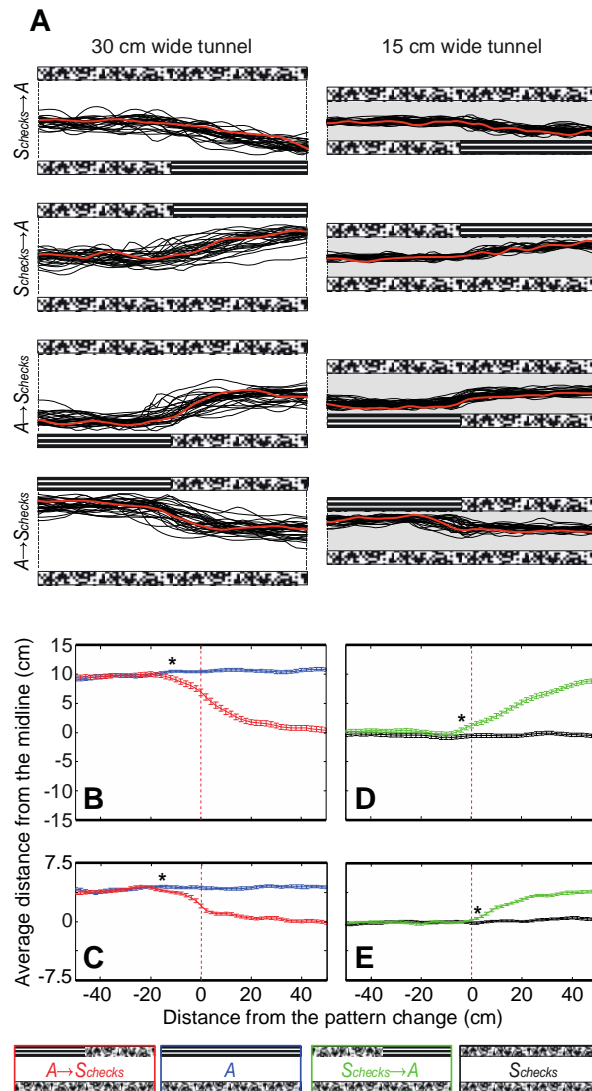 A
30 cm wide tunnel
15 cm wide tunnel
Schecks→A
Schecks→A
A→Schecks
A→Schecks
Average distance from the midline (cm)
15
10
5
0
-5
-10
-15
*
B
*
D
7.5
0
-7.5
*
C
*
E
-40 -20 0 20 40
-40 -20 0 20 40
Distance from the pattern change (cm)
A→Schecks
A
Schecks→A
Schecks